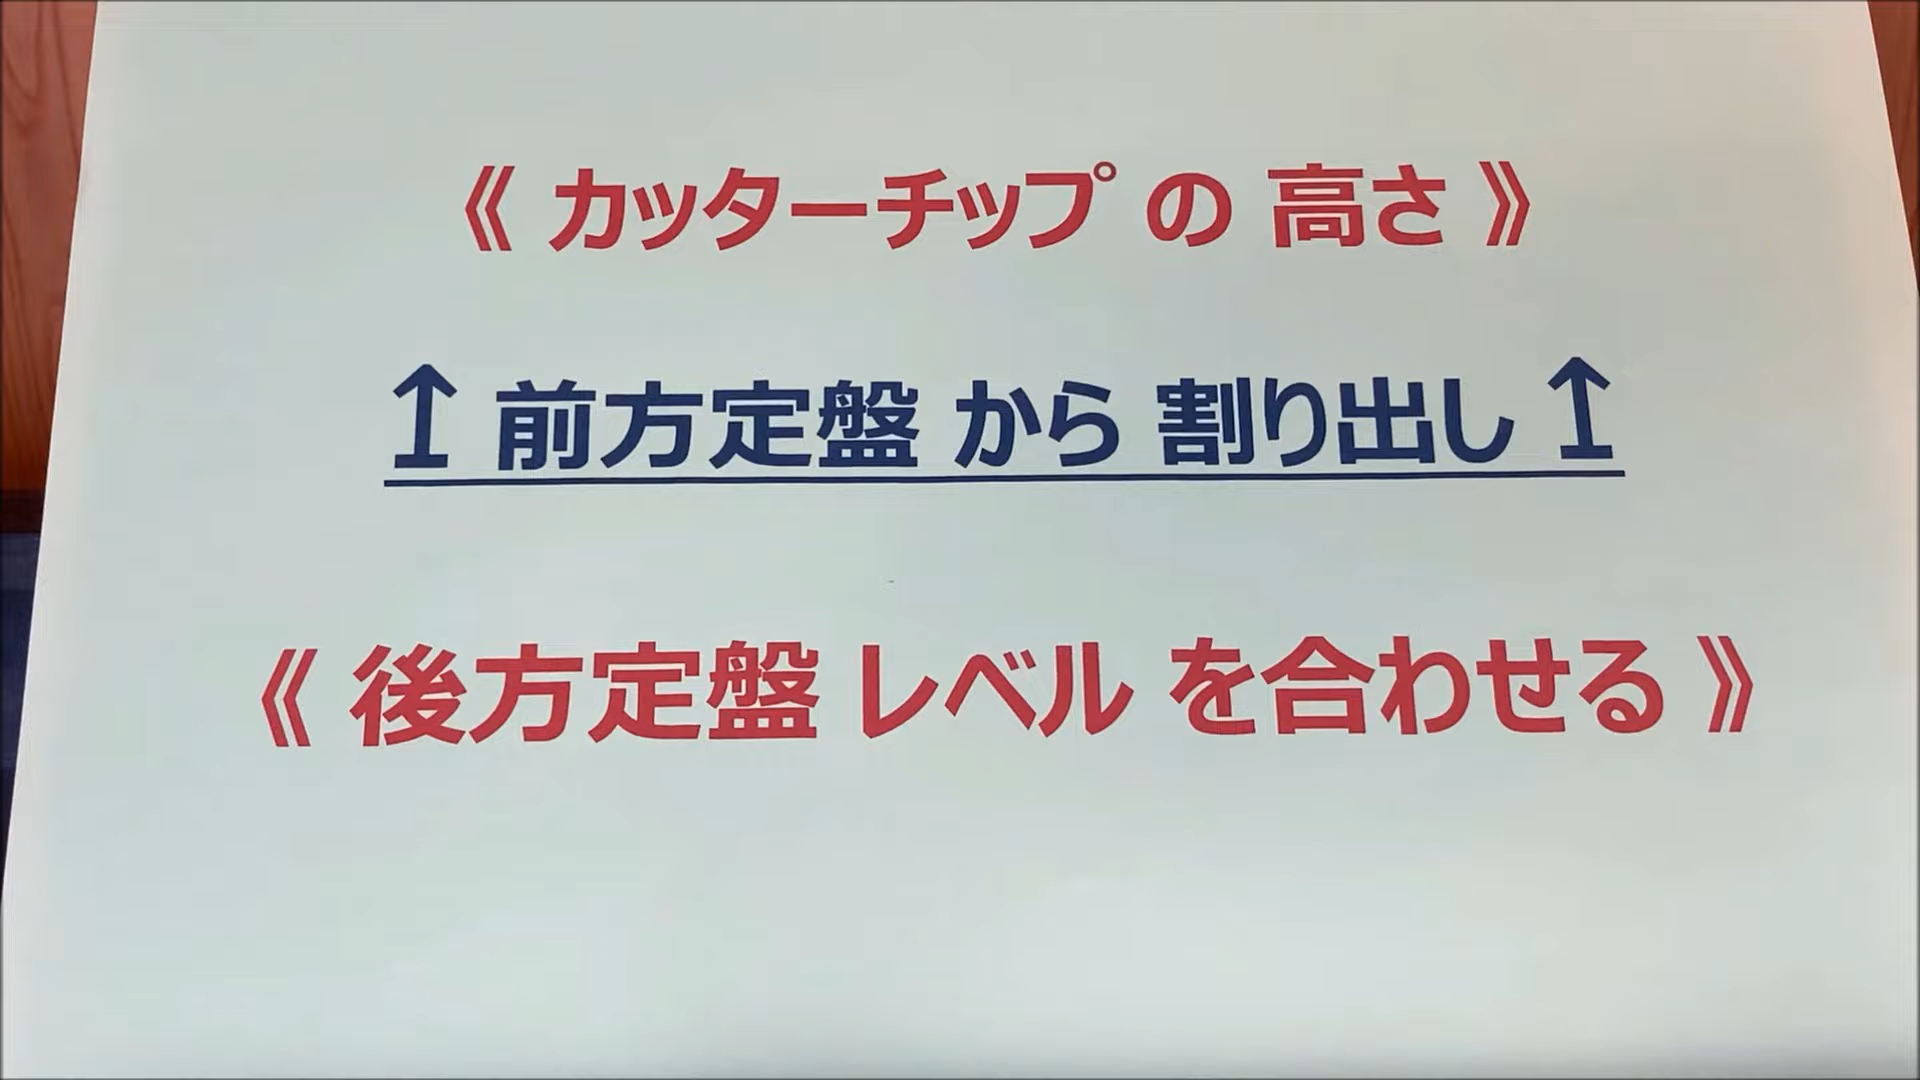 《 カッターチップ の 高さ 》
↥ 前方定盤 から 割り出し ↥
《 後方定盤 レベル を合わせる 》